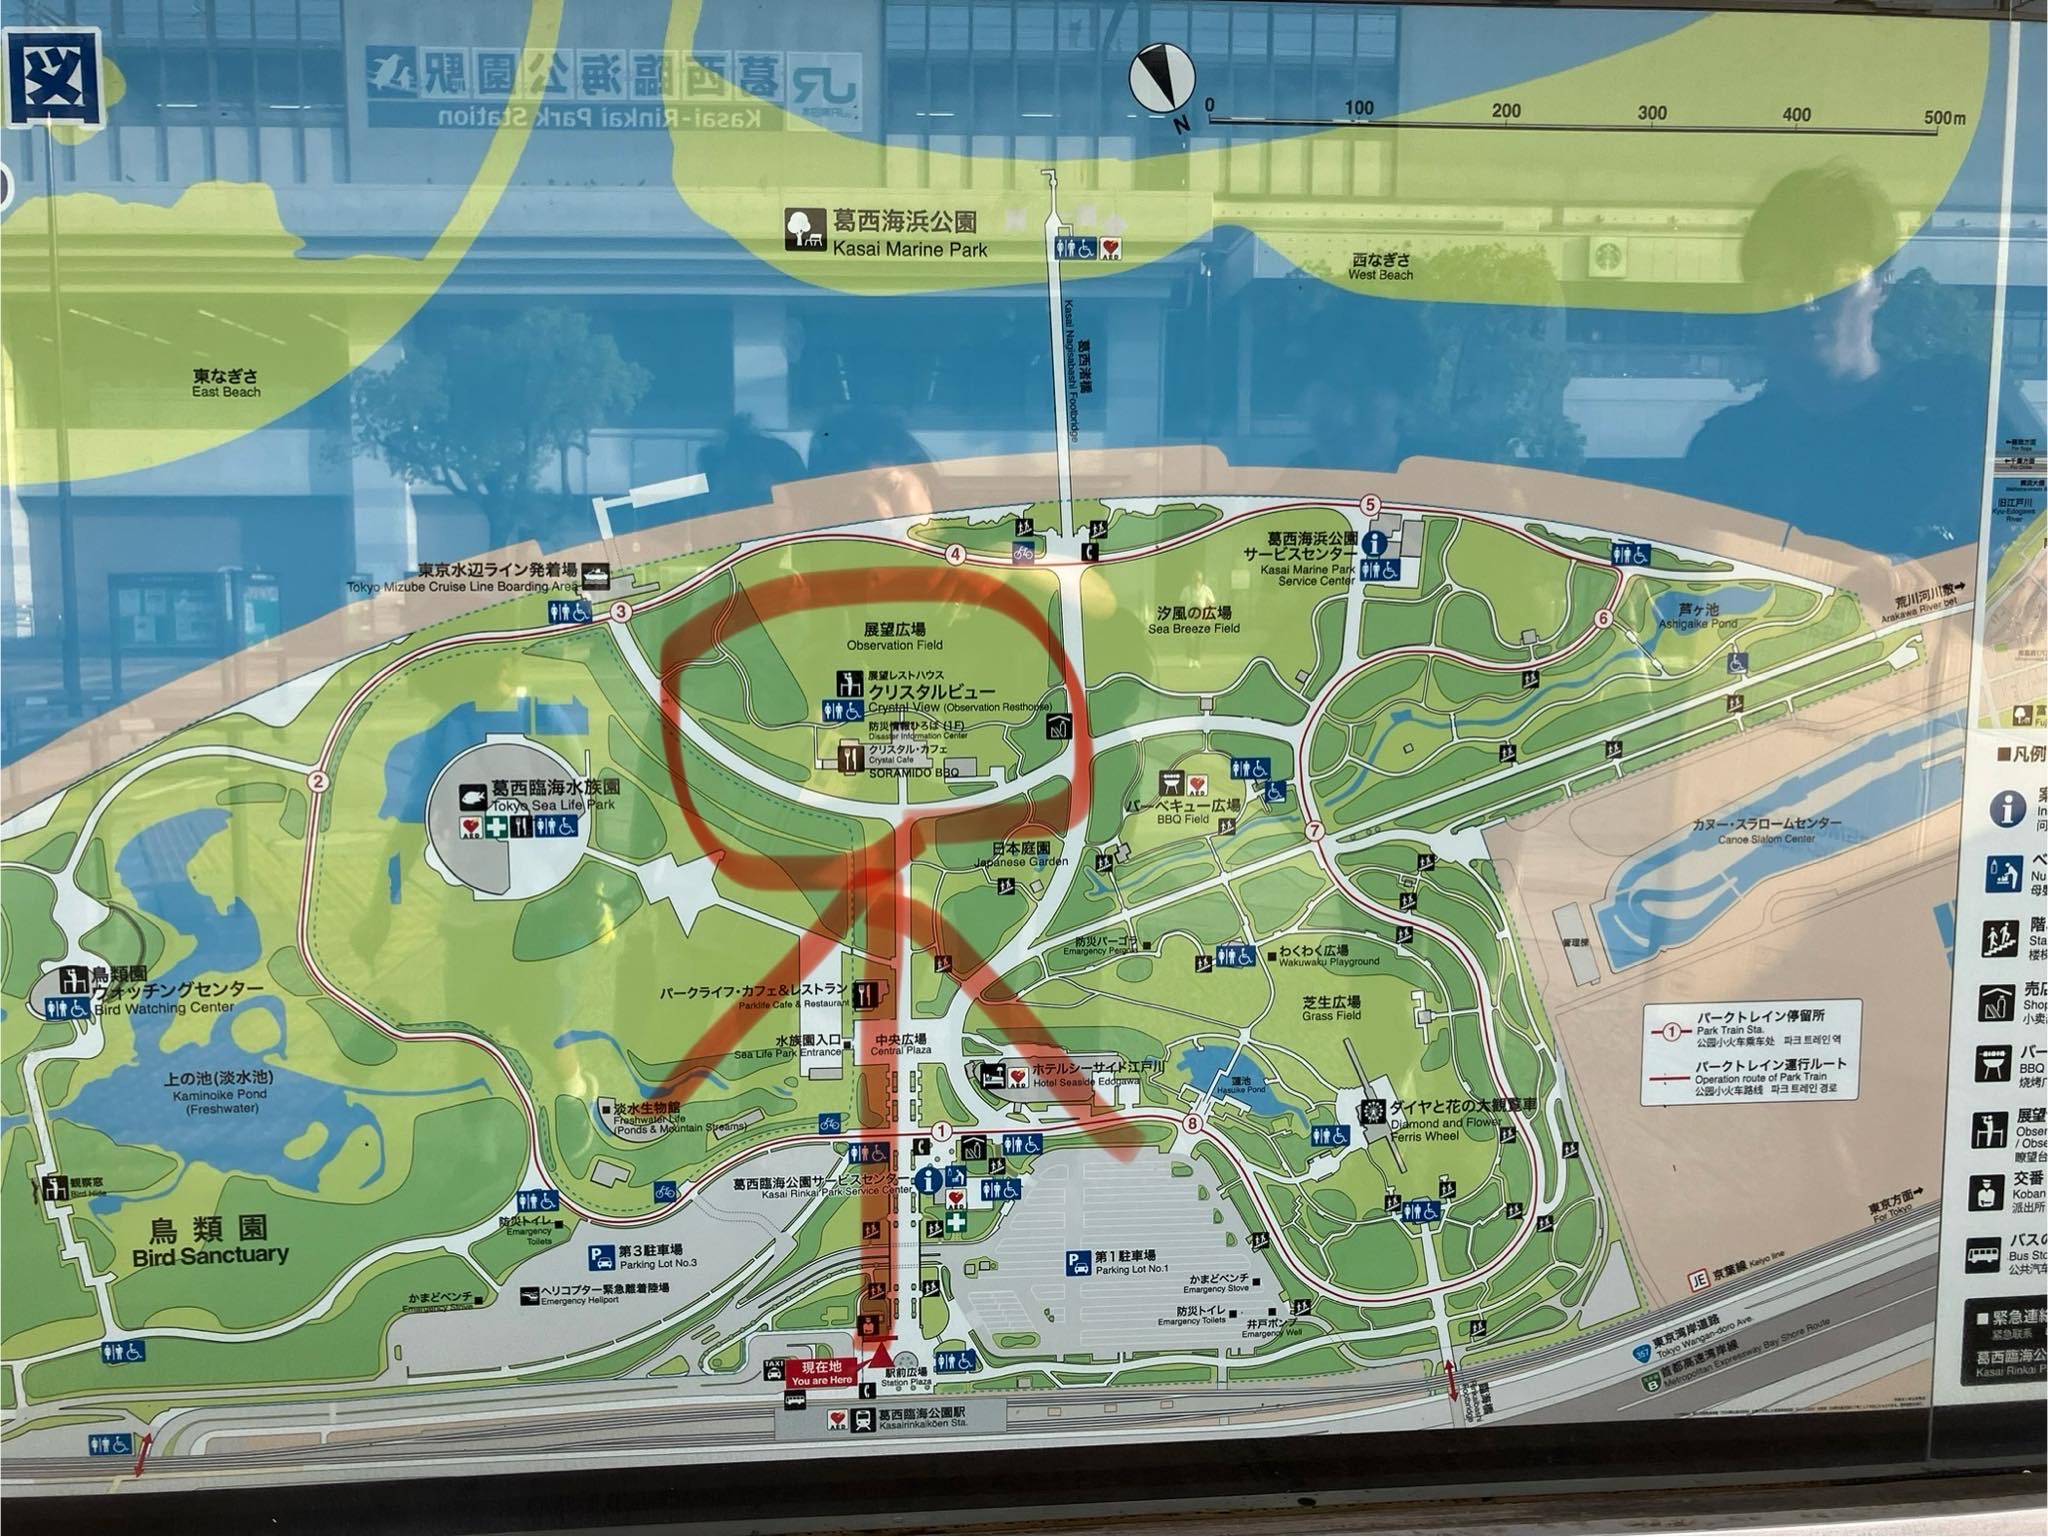 図
JR 葛西臨海公園駅
Kasai-Rinkai Park Station
N
0 100 200 300 400 500m
葛西海浜公園
Kasai Marine Park
西なぎさ
West Beach
東なぎさ
East Beach
葛西渚橋
Kasai Nagisabashi Footbridge
旧江戸川
Kyu-Edogawa River
東京水辺ライン発着場
Tokyo Mizube Cruise Line Boarding Area
3
4
5
葛西海浜公園
サービスセンター
Kasai Marine Park
Service Center
6
芦ヶ池
Ashigaike Pond
荒川河川敷
Arakawa River bet
展望広場
Observation Field
汐風の広場
Sea Breeze Field
展望レストハウス
クリスタルビュー
Crystal View (Observation Resthouse)
防災情報ひろば (1F)
Disaster Information Center
クリスタル・カフェ
Crystal Cafe
SORAMIDO BBQ
2
葛西臨海水族園
Tokyo Sea Life Park
AED
バーベキュー広場
BBQ Field
7
カヌー・スラロームセンター
Canoe Slalom Center
管理棟
日本庭園
Japanese Garden
鳥類園
ウォッチングセンター
Bird Watching Center
防災パーゴラ
Emergency Pergola
わくわく広場
Wakuwaku Playground
パークライフ・カフェ&レストラン
Parklife Cafe & Restaurant
芝生広場
Grass Field
水族園入口
Sea Life Park Entrance
中央広場
Central Plaza
ホテルシーサイド江戸川
Hotel Seaside Edogawa
蓮池
Hasuike Pond
上の池(淡水池)
Kaminoike Pond
(Freshwater)
淡水生物館
Freshwater Life
(Ponds & Mountain Streams)
ダイヤと花の大観覧車
Diamond and Flower
Ferris Wheel
1
8
観察窓
Bird Hide
葛西臨海公園サービスセンター
Kasai Rinkai Park Service Center
鳥類園
Bird Sanctuary
防災トイレ
Emergency
Toilets
第3駐車場
Parking Lot No.3
第1駐車場
Parking Lot No.1
ヘリコプター緊急離着陸場
Emergency Heliport
かまどベンチ
Emergency Stove
かまどベンチ
Emergency Stove
防災トイレ
Emergency Toilets
井戸ポンプ
Emergency Well
TAXI
現在地
You are Here
駅前広場
Station Plaza
葛西臨海公園駅
Kasairinkaikōen Sta.
臨海橋
JE 京葉線 Keiyo line
東京方面
For Tokyo
357 東京湾岸道路
Tokyo Wangan-doro Ave.
B 首都高速湾岸線
Metropolitan Expressway Bay Shore Route
1 パークトレイン停留所
Park Train Sta.
公园小火车乘车处 파크 트레인 역
パークトレイン運行ルート
Operation route of Park Train
公园小火车路线 파크 트레인 경로
■凡例
売店
小卖
BBQ
烧烤
交番
Koban
派出所
バスの
Bus Sto
公共汽车
■緊急連絡
紧急联系
葛西臨海公
Kasai Rinkai P